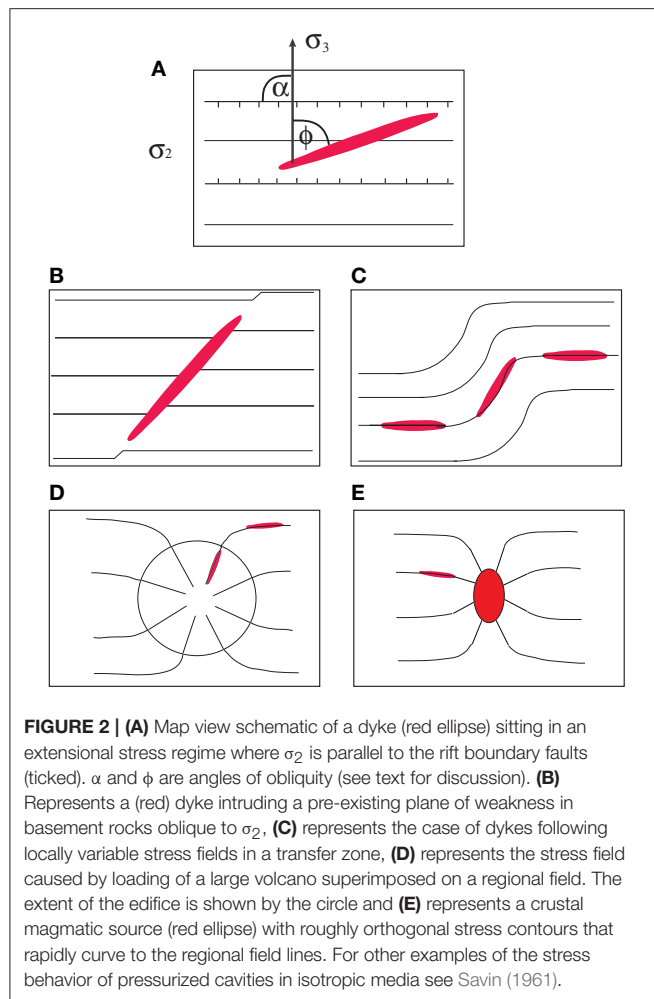 σ3
A
α
ϕ
σ2
B
C
D
E
FIGURE 2 | (A) Map view schematic of a dyke (red ellipse) sitting in an
extensional stress regime where σ2 is parallel to the rift boundary faults
(ticked). α and ϕ are angles of obliquity (see text for discussion). (B)
Represents a (red) dyke intruding a pre-existing plane of weakness in
basement rocks oblique to σ2, (C) represents the case of dykes following
locally variable stress fields in a transfer zone, (D) represents the stress field
caused by loading of a large volcano superimposed on a regional field. The
extent of the edifice is shown by the circle and (E) represents a crustal
magmatic source (red ellipse) with roughly orthogonal stress contours that
rapidly curve to the regional field lines. For other examples of the stress
behavior of pressurized cavities in isotropic media see Savin (1961).